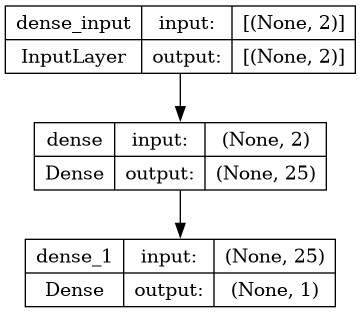 dense_input input: [(None, 2)]
InputLayer output: [(None, 2)]
dense input: (None, 2)
Dense output: (None, 25)
dense_1 input: (None, 25)
Dense output: (None, 1)